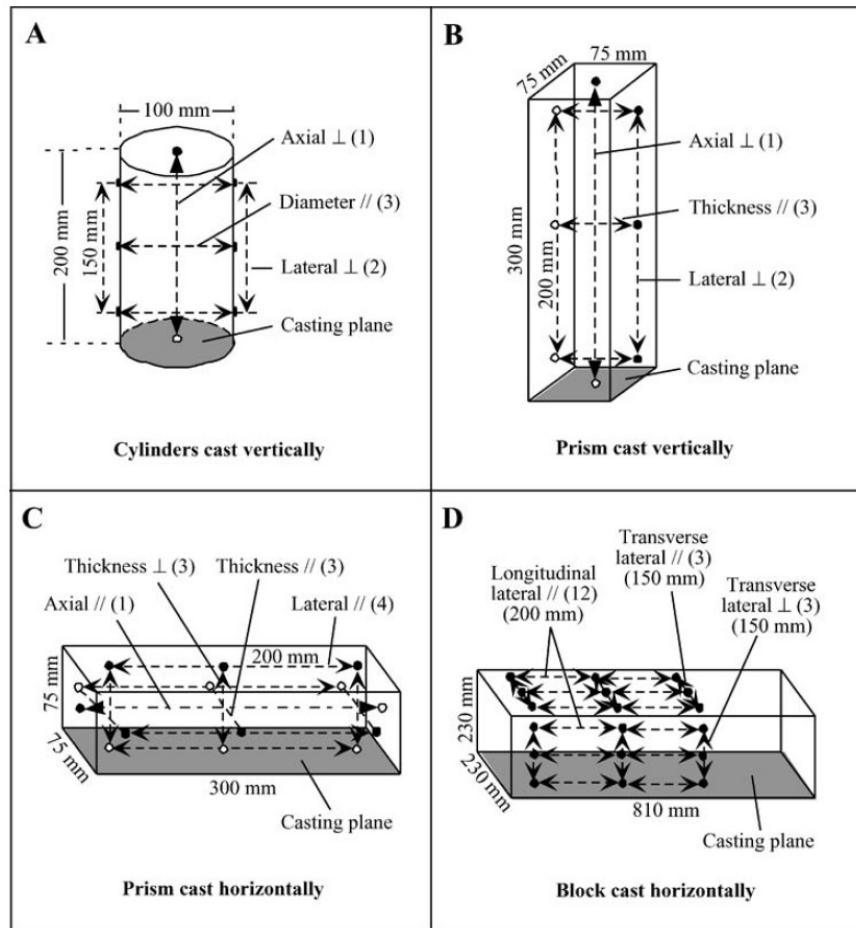 A
100 mm
Axial ⊥ (1)
Diameter // (3)
200 mm
150 mm
Lateral ⊥ (2)
Casting plane
Cylinders cast vertically
B
75 mm
75 mm
Axial ⊥ (1)
Thickness // (3)
300 mm
200 mm
Lateral ⊥ (2)
Casting plane
Prism cast vertically
C
Thickness ⊥ (3)
Thickness // (3)
Axial // (1)
Lateral // (4)
200 mm
75 mm
75 mm
300 mm
Casting plane
Prism cast horizontally
D
Transverse
lateral // (3)
(150 mm)
Longitudinal
lateral // (12)
(200 mm)
Transverse
lateral ⊥ (3)
(150 mm)
230 mm
230 mm
810 mm
Casting plane
Block cast horizontally